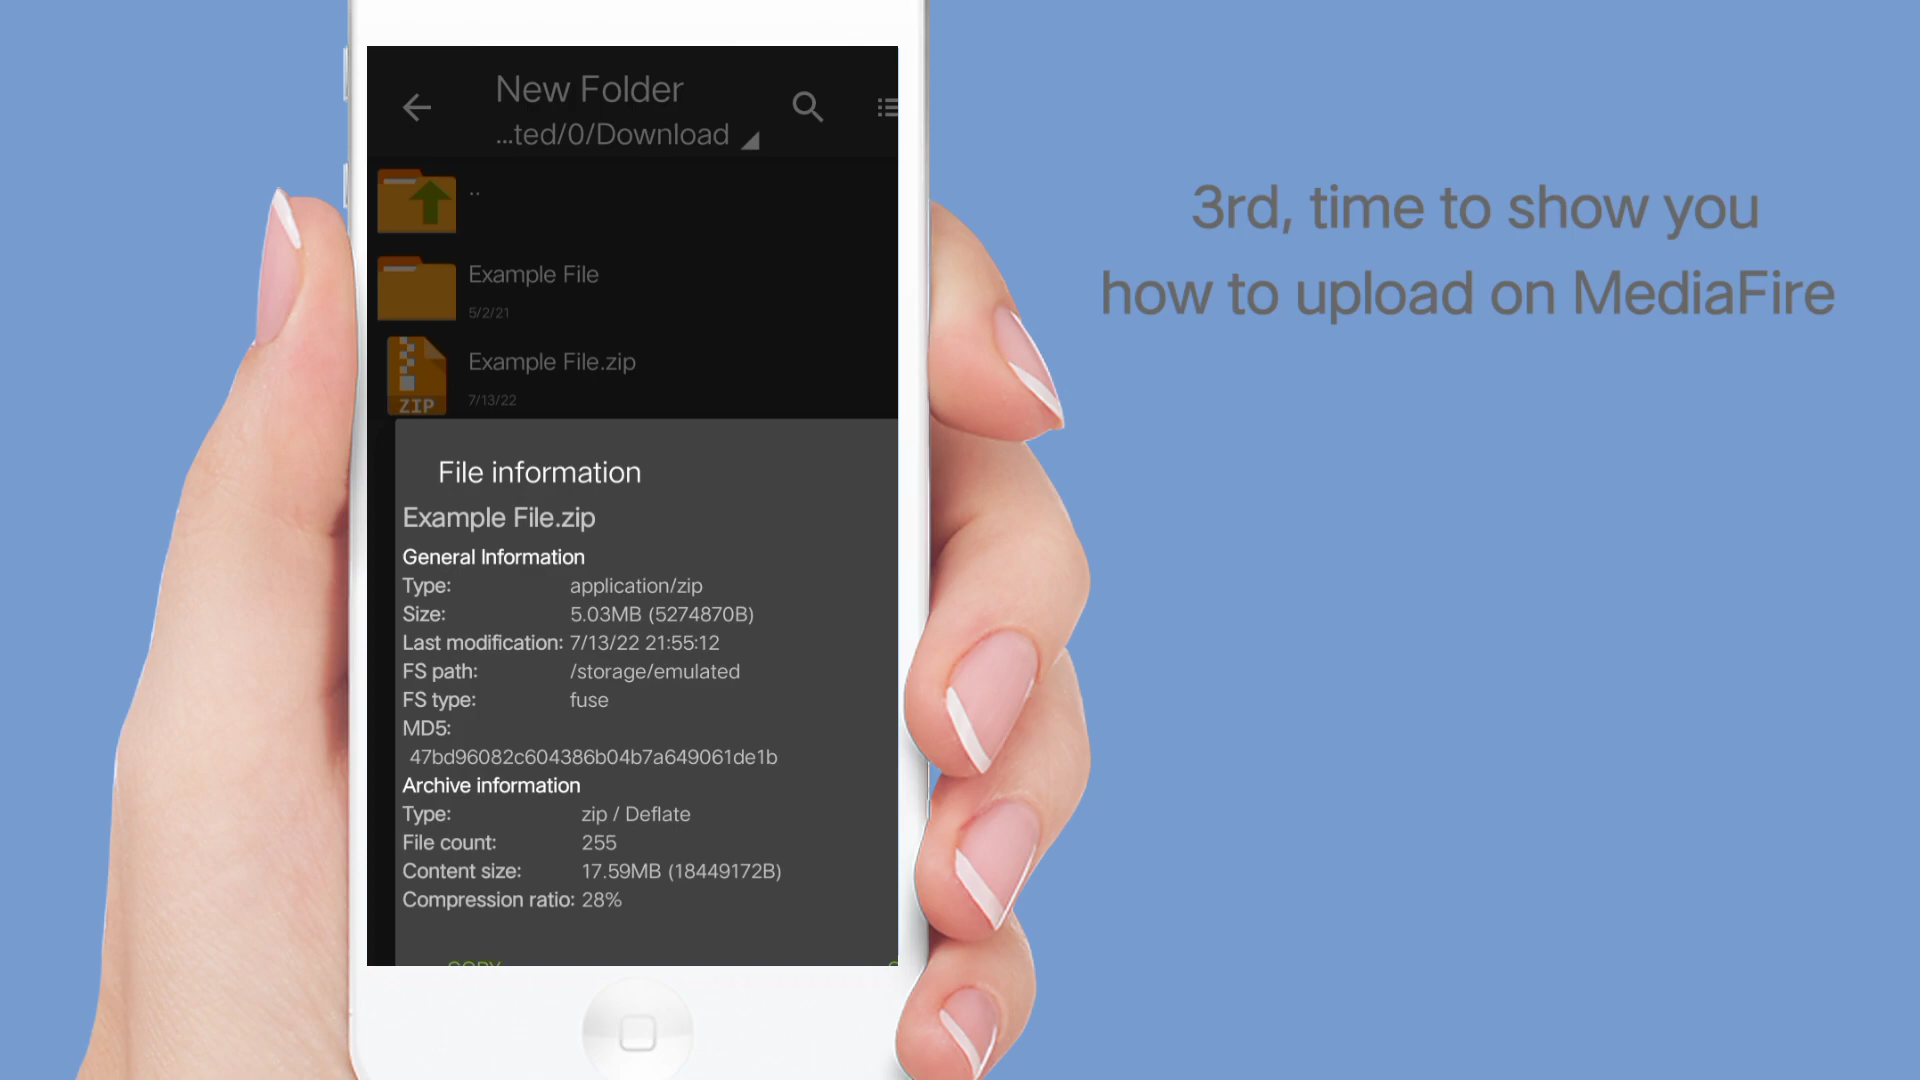 New Folder
...ted/0/Download
..
Example File
5/2/21
Example File.zip
ZIP
7/13/22
File information
Example File.zip
General Information
Type: application/zip
Size: 5.03MB (5274870B)
Last modification: 7/13/22 21:55:12
FS path: /storage/emulated
FS type: fuse
MD5:
47bd96082c604386b04b7a649061de1b
Archive information
Type: zip / Deflate
File count: 255
Content size: 17.59MB (18449172B)
Compression ratio: 28%
COPY
3rd, time to show you
how to upload on MediaFire